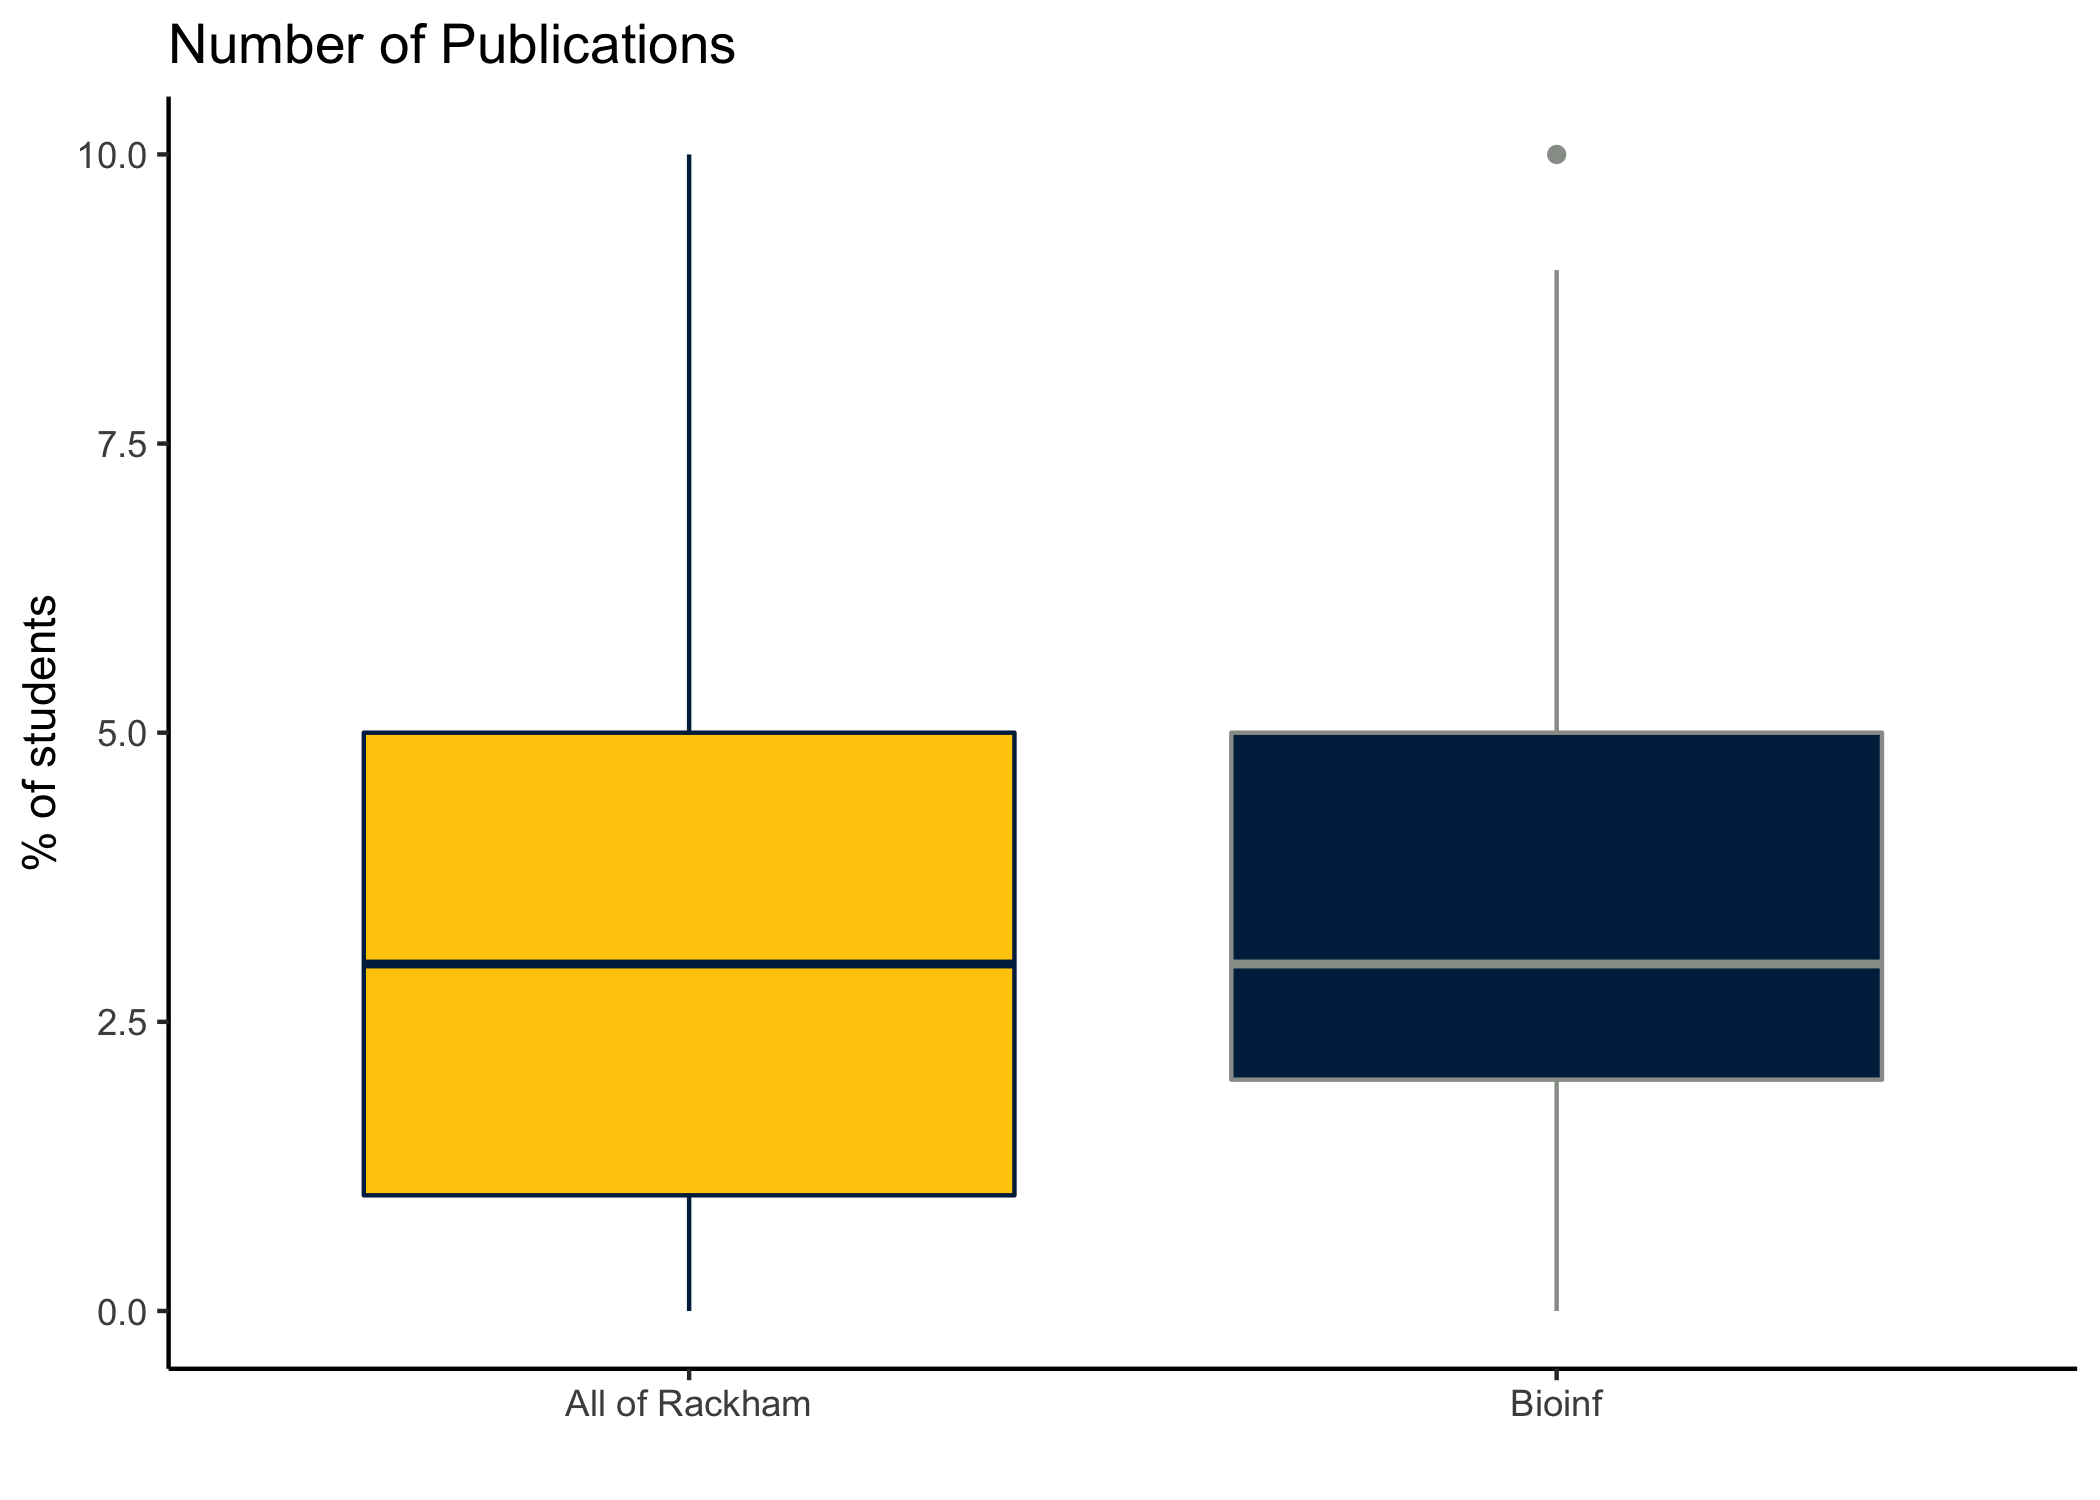 Number of Publications
% of students
10.0
7.5
5.0
2.5
0.0
All of Rackham
Bioinf